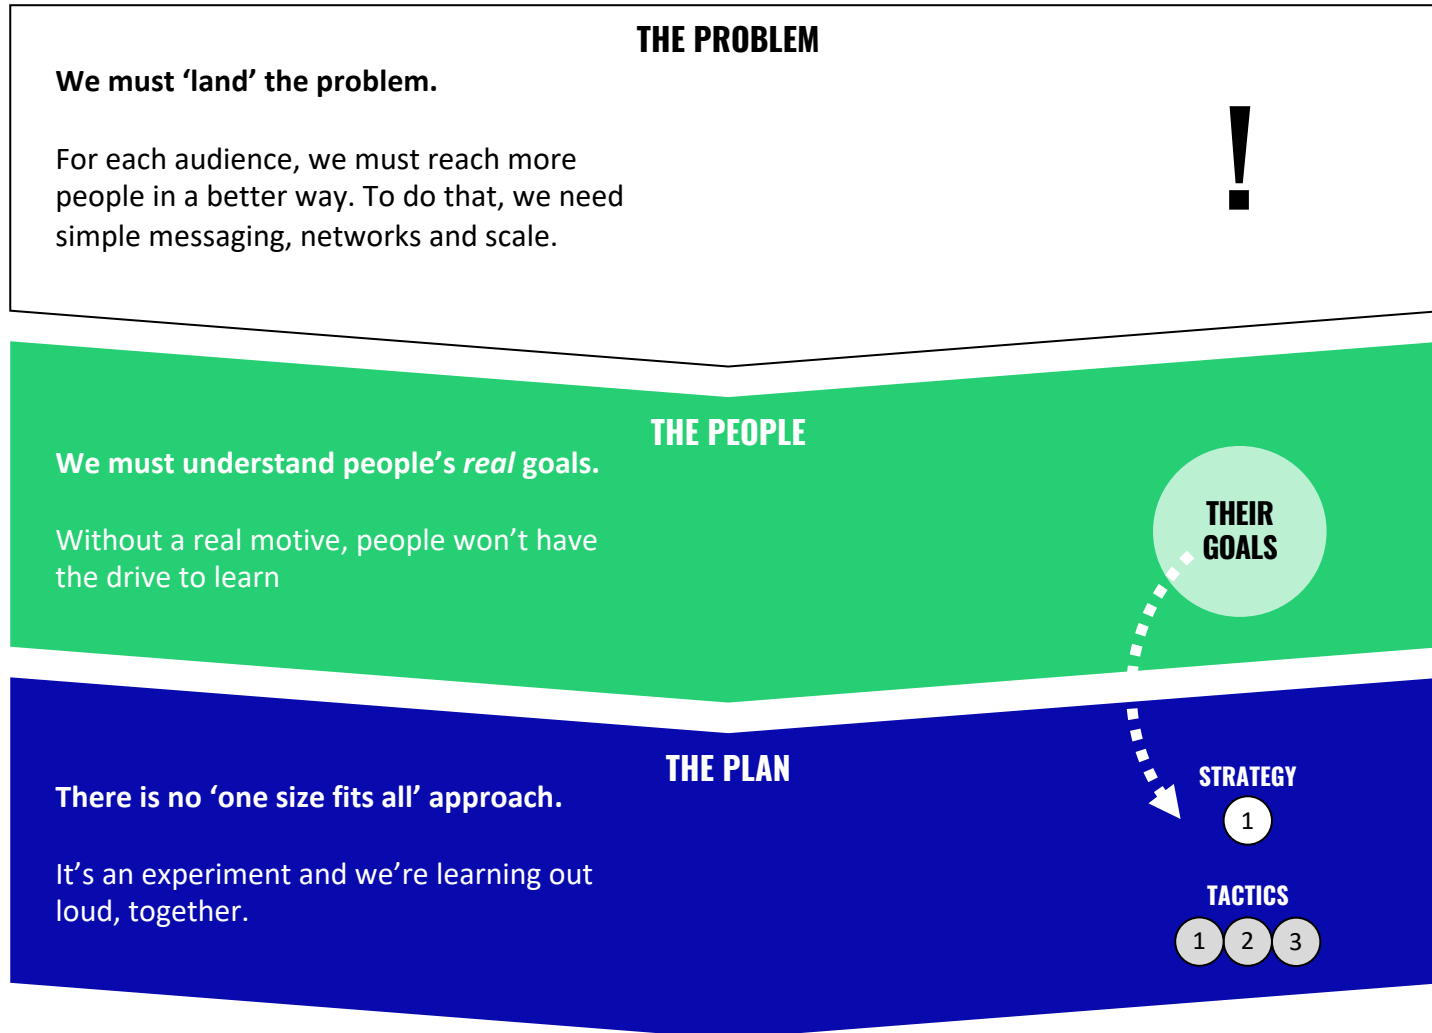 THE PROBLEM
We must ‘land’ the problem.
For each audience, we must reach more
people in a better way. To do that, we need
simple messaging, networks and scale.
!
THE PEOPLE
We must understand people’s real goals.
Without a real motive, people won’t have
the drive to learn
THEIR
GOALS
THE PLAN
There is no ‘one size fits all’ approach.
It’s an experiment and we’re learning out
loud, together.
STRATEGY
1
TACTICS
1 2 3